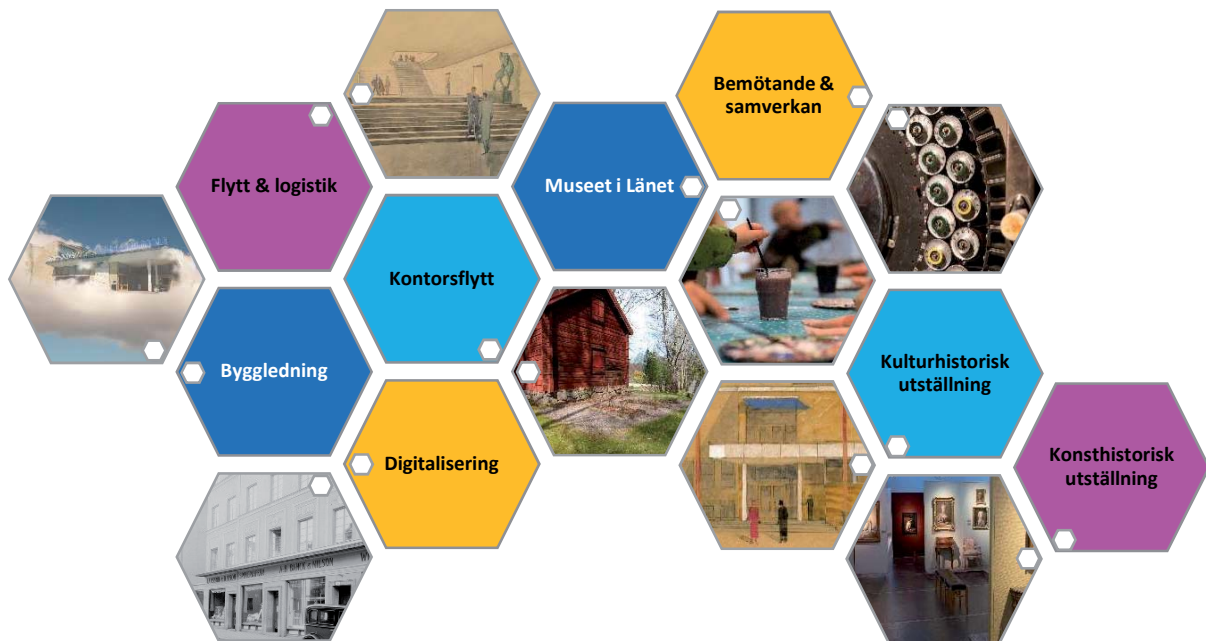 Bemötande &
samverkan
Flytt & logistik
Museet i Länet
Kontorsflytt
Byggledning
Kulturhistorisk
utställning
Digitalisering
Konsthistorisk
utställning